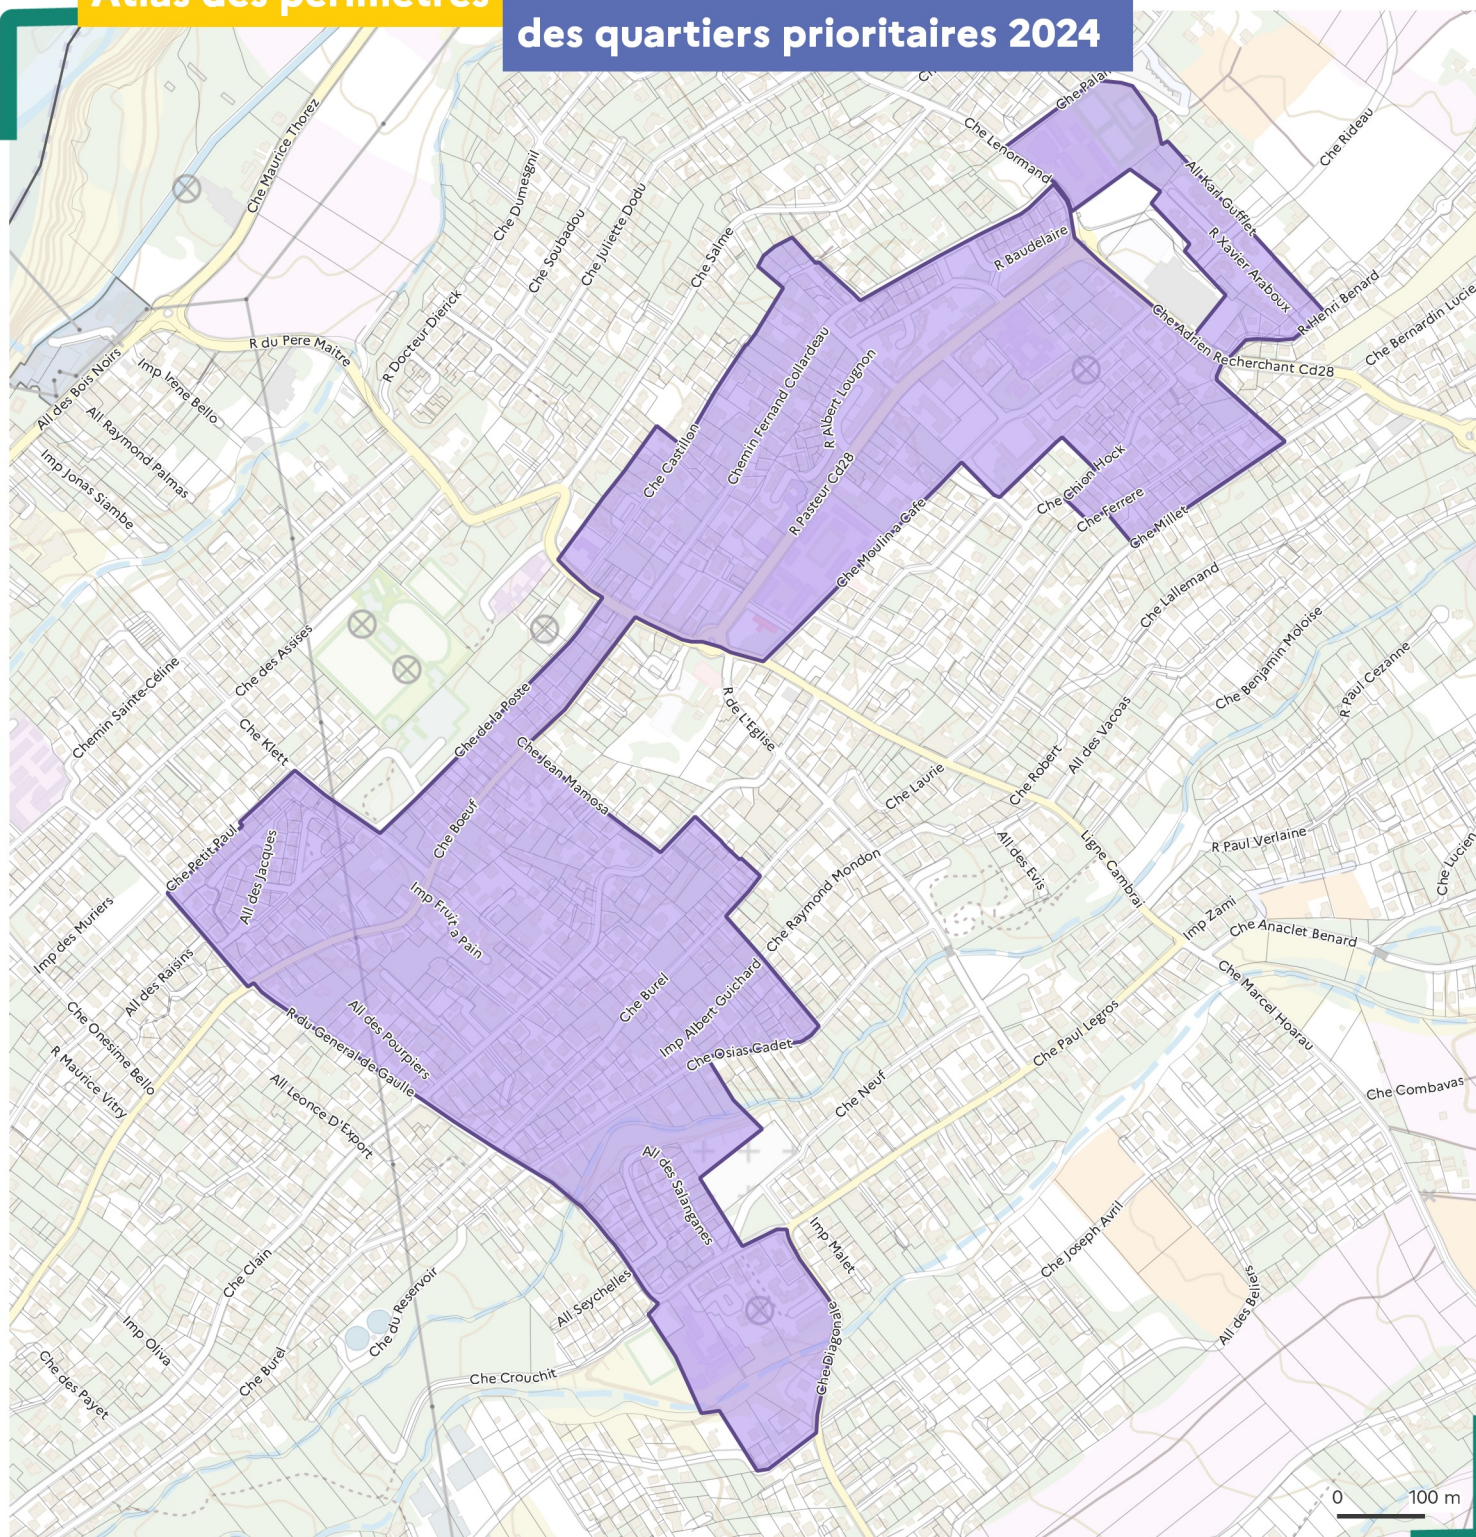 Atlas des périmètres
des quartiers prioritaires 2024
Che Palan
Che Lenormand
Che Rideau
Che Maurice Thorez
Che Dumesgnil
Che Soubadou
Che Juliette Dodu
Che Salme
All Karl Gufflet
R Xavier Araboux
R Baudelaire
R Henri Benard
Che Bernardin Lucie
Che Adrien Recherchant Cd28
R Docteur Dierick
R du Pere Maitre
All des Bois Noirs
Imp Irene Bello
All Raymond Palmas
Imp Jonas Siambe
Chemin Fernand Collardeau
R Albert Lougnon
Che Castillon
R Pasteur Cd28
Che Moulin a Cafe
Che Chion Hock
Che Ferrere
Che Millet
Che Lallemand
Che Benjamin Moloise
R Paul Cezanne
Che des Assises
Chemin Sainte-Céline
Che Klett
Che de la Poste
R de L'Eglise
Che Jean Mamosa
All des Vacoas
Che Robert
Che Laurie
Che Boeuf
Che Petit Paul
All des Jacques
Imp Fruit a Pain
Che Raymond Mondon
All des Evis
Ligne Cambrai
R Paul Verlaine
Che Lucien
Imp Zami
Che Anaclet Benard
Imp des Muriers
All des Raisins
Che Burel
Imp Albert Guichard
Che Marcel Hoarau
All des Pourpiers
R du General de Gaulle
Che Onesime Bello
R Maurice Vitry
All Leonce D'Export
Che Osias Cadet
Che Paul Legros
Che Neuf
Che Combavas
All des Salanganes
Imp Malet
Che Joseph Avril
All des Beliers
Che Clain
Che du Reservoir
All Seychelles
Che Diagonale
Imp Oliva
Che Burel
Che des Payet
Che Crouchit
0 100 m